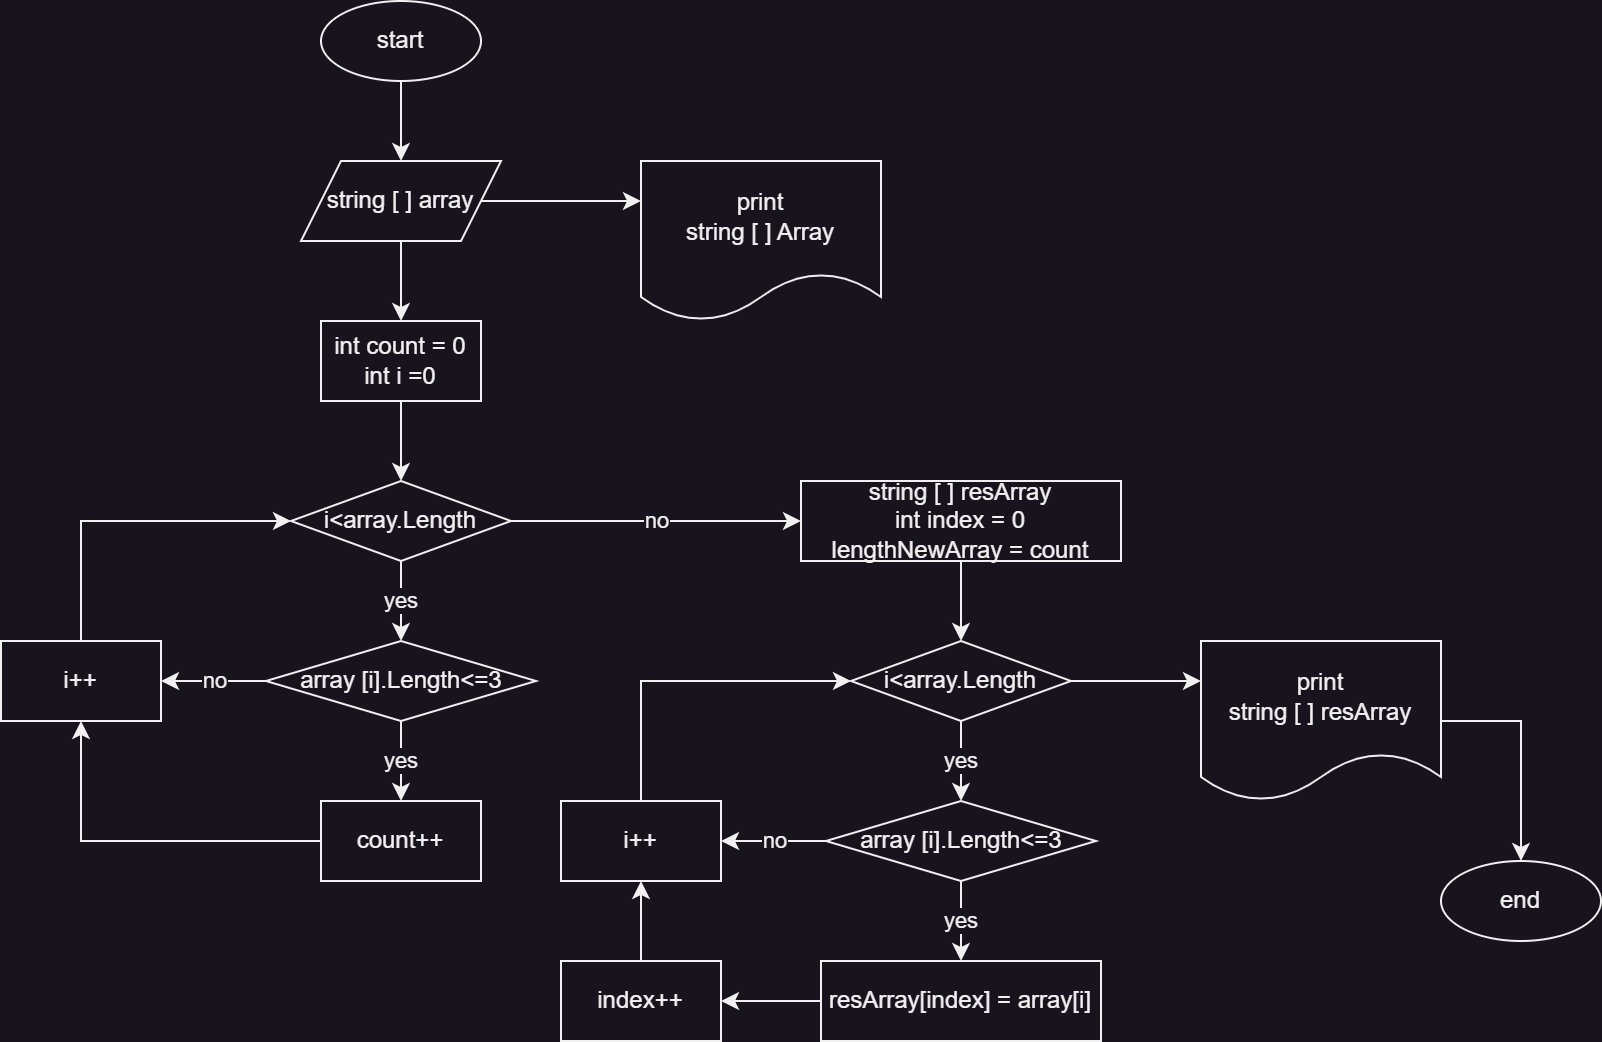 start
string [ ] array
print
string [ ] Array
int count = 0
int i =0
i<array.Length
no
string [ ] resArray
int index = 0
lengthNewArray = count
yes
i++
no
array [i].Length<=3
i<array.Length
print
string [ ] resArray
yes
yes
count++
i++
no
array [i].Length<=3
end
yes
index++
resArray[index] = array[i]